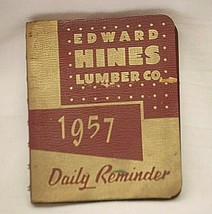 EDWARD
HINES
LUMBER CO.
1957
Daily Reminder